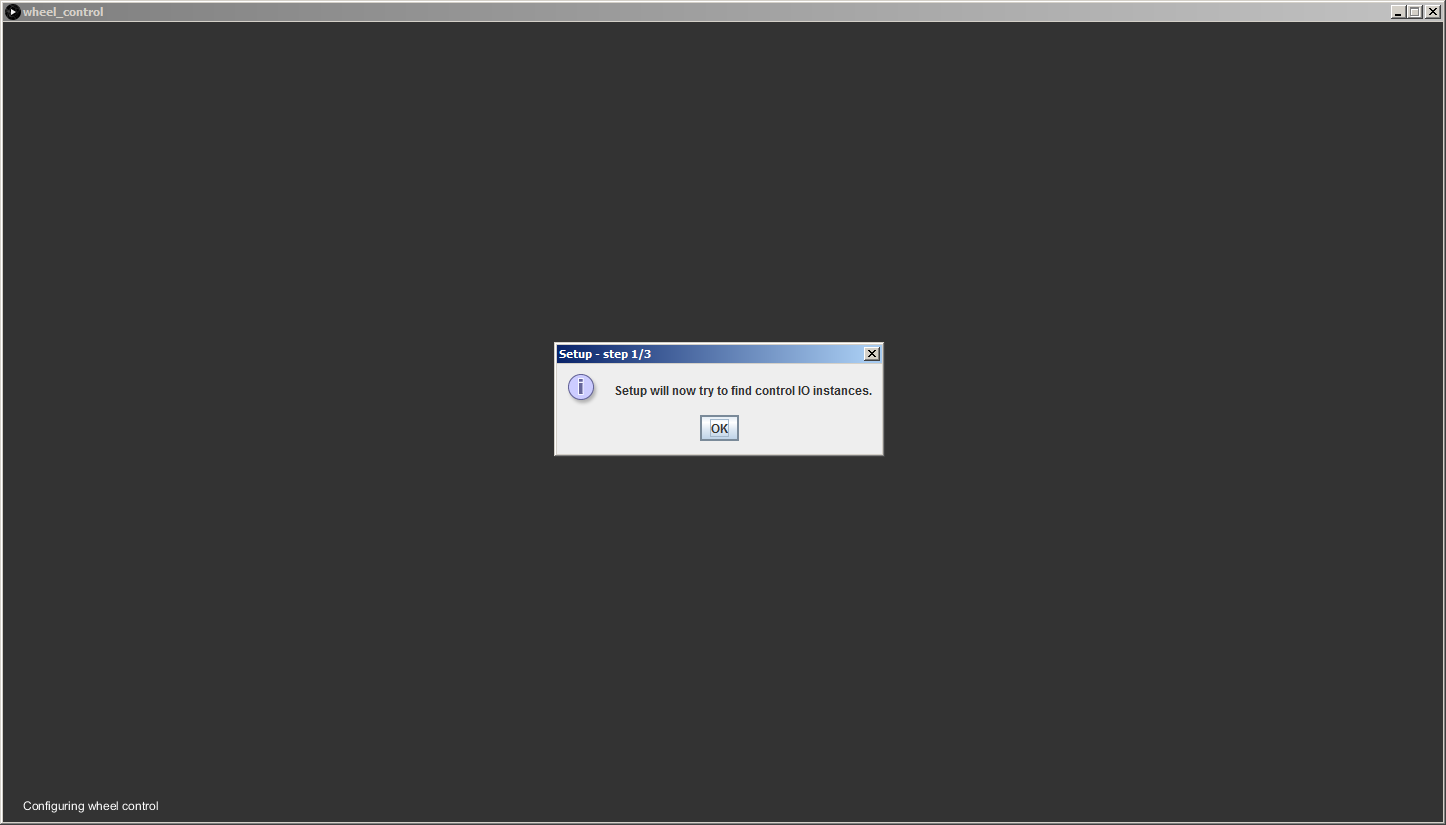 wheel_control
Setup - step 1/3
Setup will now try to find control IO instances.
OK
Configuring wheel control